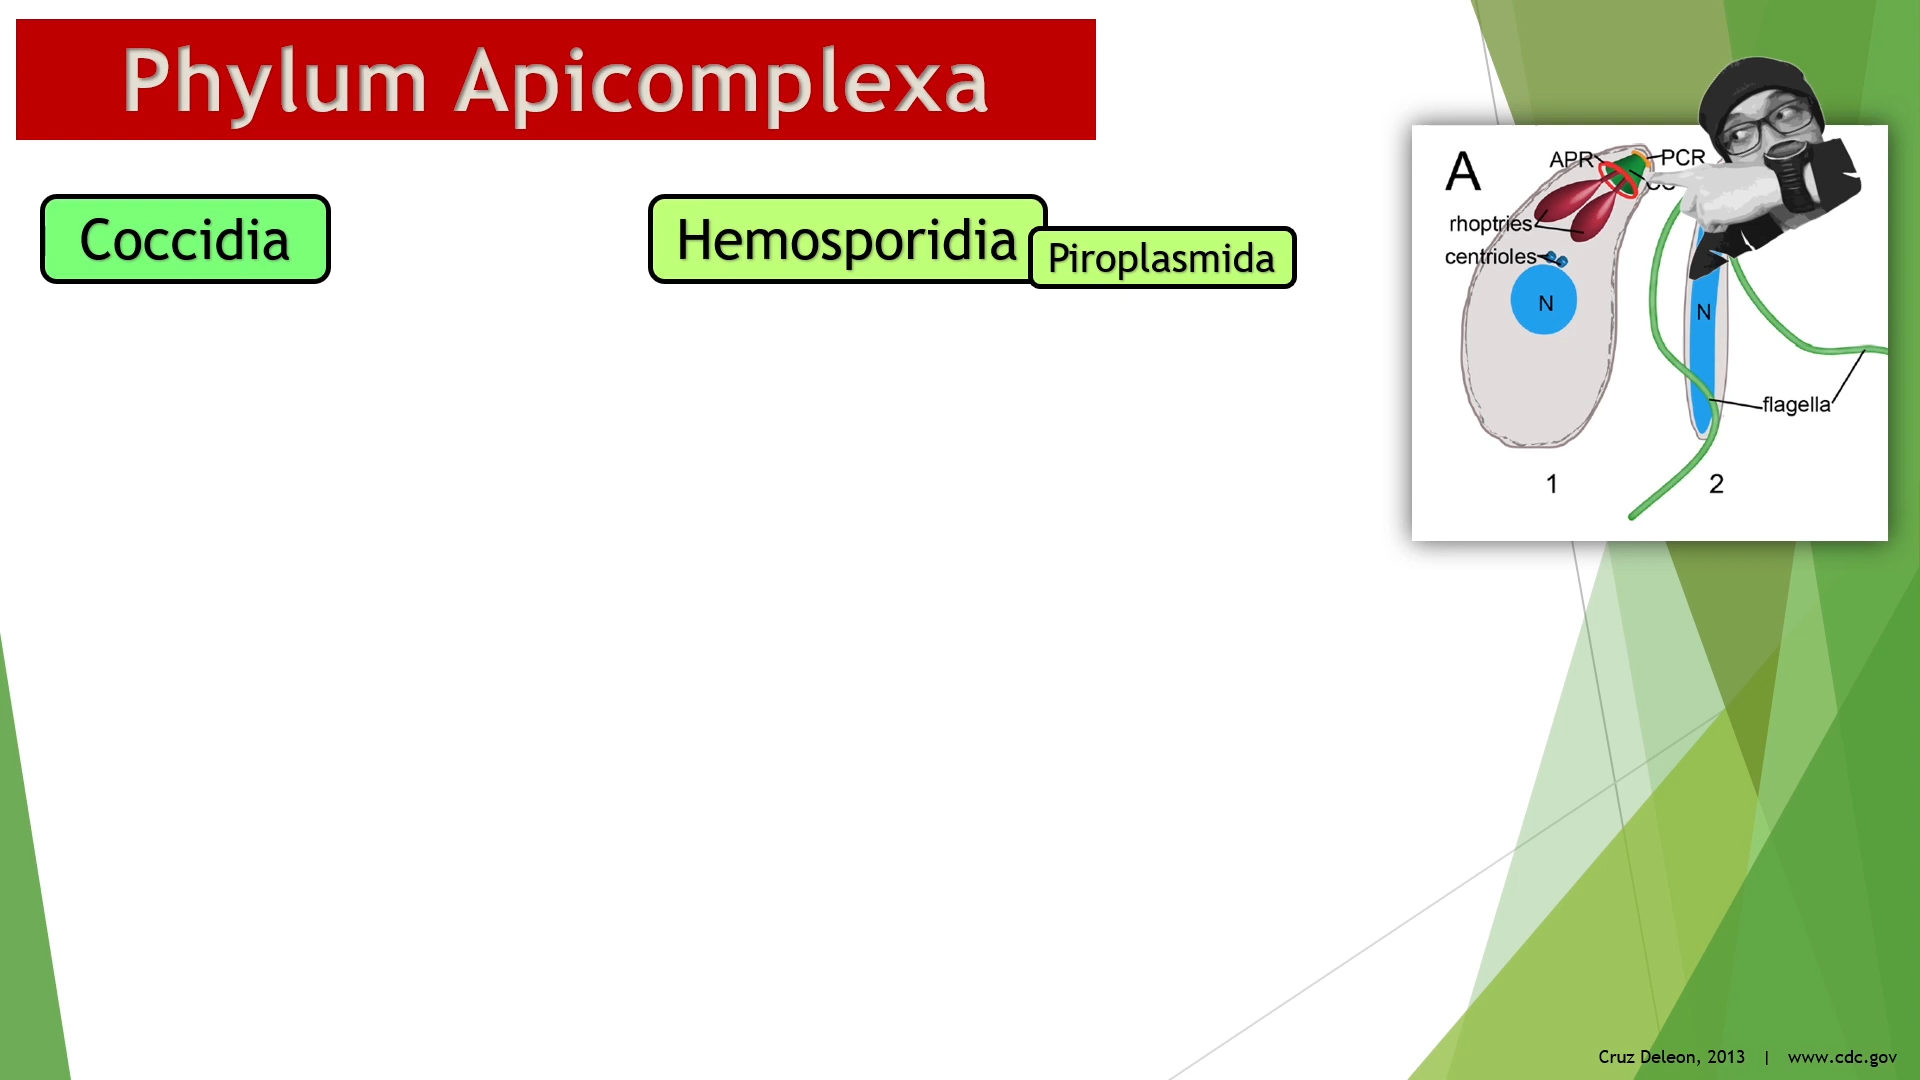 Phylum Apicomplexa
Coccidia
Hemosporidia
Piroplasmida
A
APR
PCR
rhoptries
centrioles
N
N
flagella
1
2
Cruz Deleon, 2013 | www.cdc.gov